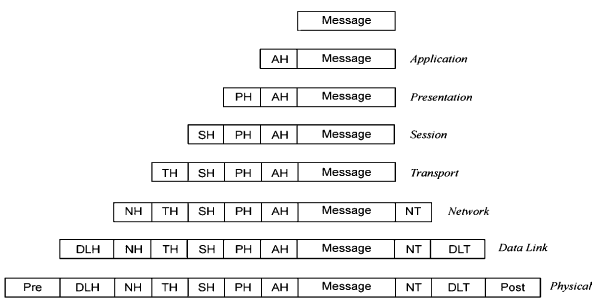 Message
AH Message Application
PH AH Message Presentation
SH PH AH Message Session
TH SH PH AH Message Transport
NH TH SH PH AH Message NT Network
DLH NH TH SH PH AH Message NT DLT Data Link
Pre DLH NH TH SH PH AH Message NT DLT Post Physical